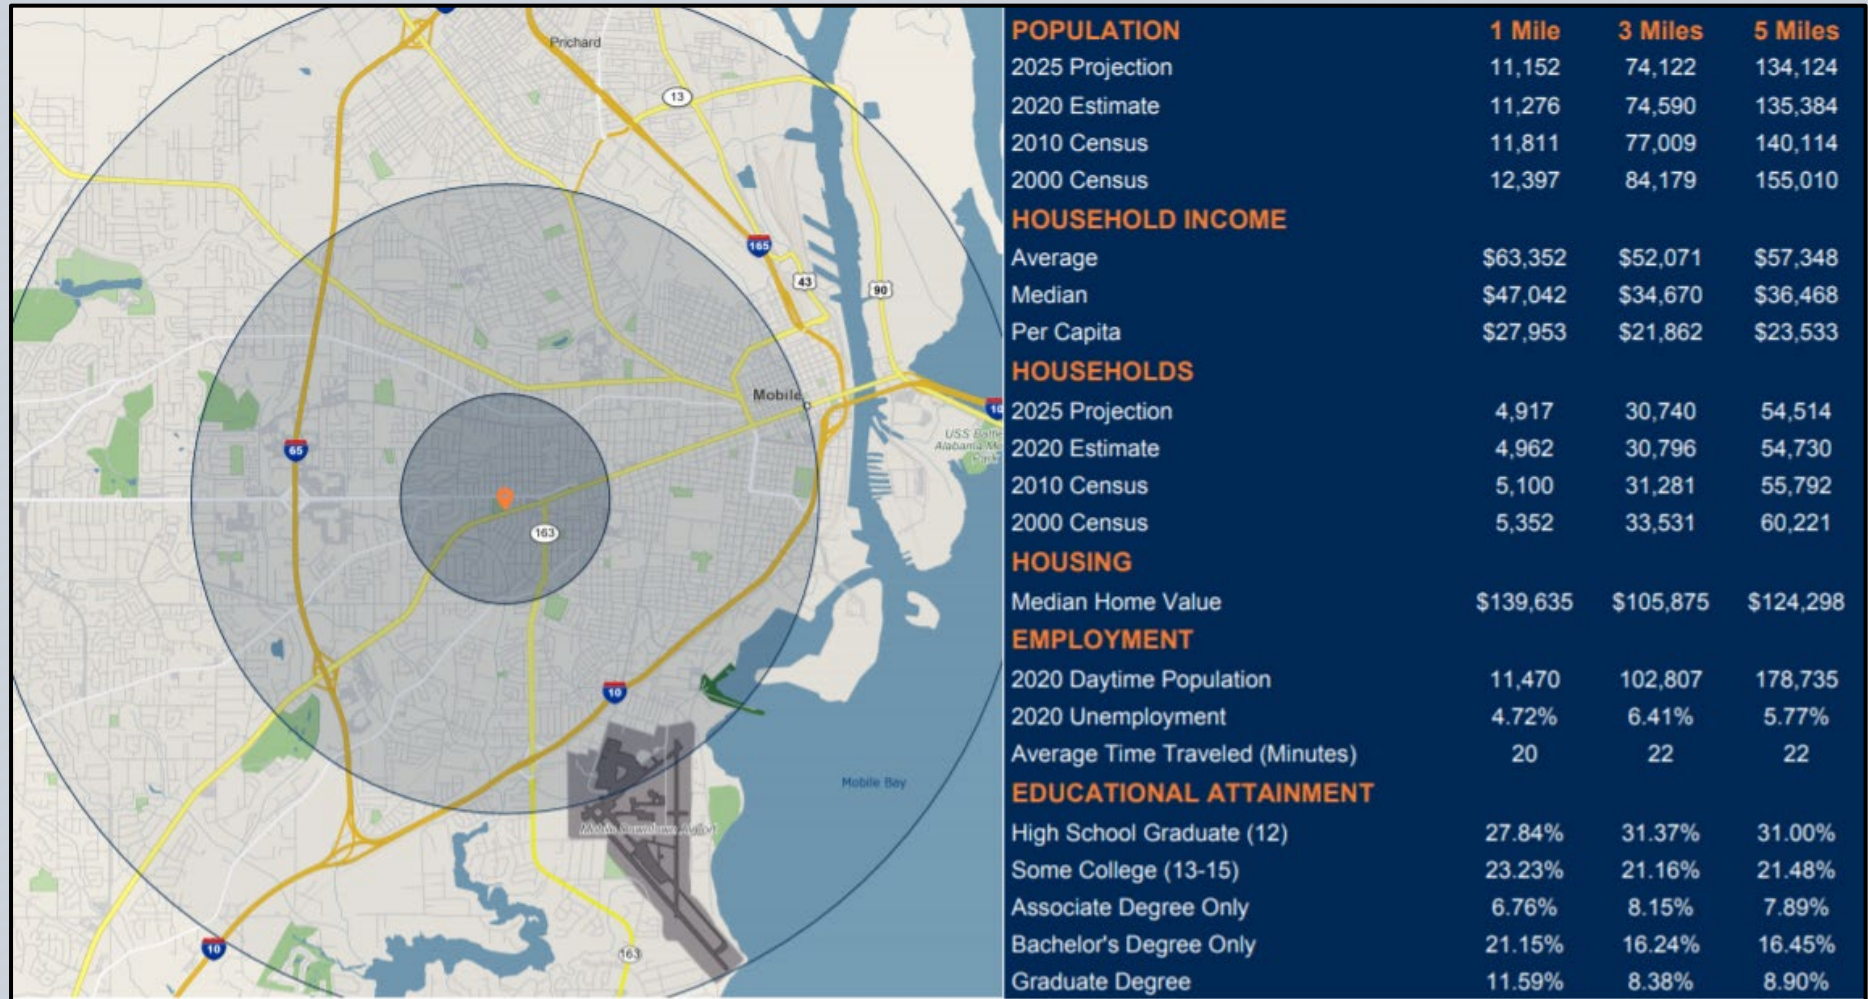 Prichard
13
165
43
90
Mobile
10
USS
Alabama
Park
65
163
10
Mobile Bay
Mobile Downtown Airport
10
163
POPULATION 1 Mile 3 Miles 5 Miles
2025 Projection 11,152 74,122 134,124
2020 Estimate 11,276 74,590 135,384
2010 Census 11,811 77,009 140,114
2000 Census 12,397 84,179 155,010
HOUSEHOLD INCOME
Average $63,352 $52,071 $57,348
Median $47,042 $34,670 $36,468
Per Capita $27,953 $21,862 $23,533
HOUSEHOLDS
2025 Projection 4,917 30,740 54,514
2020 Estimate 4,962 30,796 54,730
2010 Census 5,100 31,281 55,792
2000 Census 5,352 33,531 60,221
HOUSING
Median Home Value $139,635 $105,875 $124,298
EMPLOYMENT
2020 Daytime Population 11,470 102,807 178,735
2020 Unemployment 4.72% 6.41% 5.77%
Average Time Traveled (Minutes) 20 22 22
EDUCATIONAL ATTAINMENT
High School Graduate (12) 27.84% 31.37% 31.00%
Some College (13-15) 23.23% 21.16% 21.48%
Associate Degree Only 6.76% 8.15% 7.89%
Bachelor's Degree Only 21.15% 16.24% 16.45%
Graduate Degree 11.59% 8.38% 8.90%